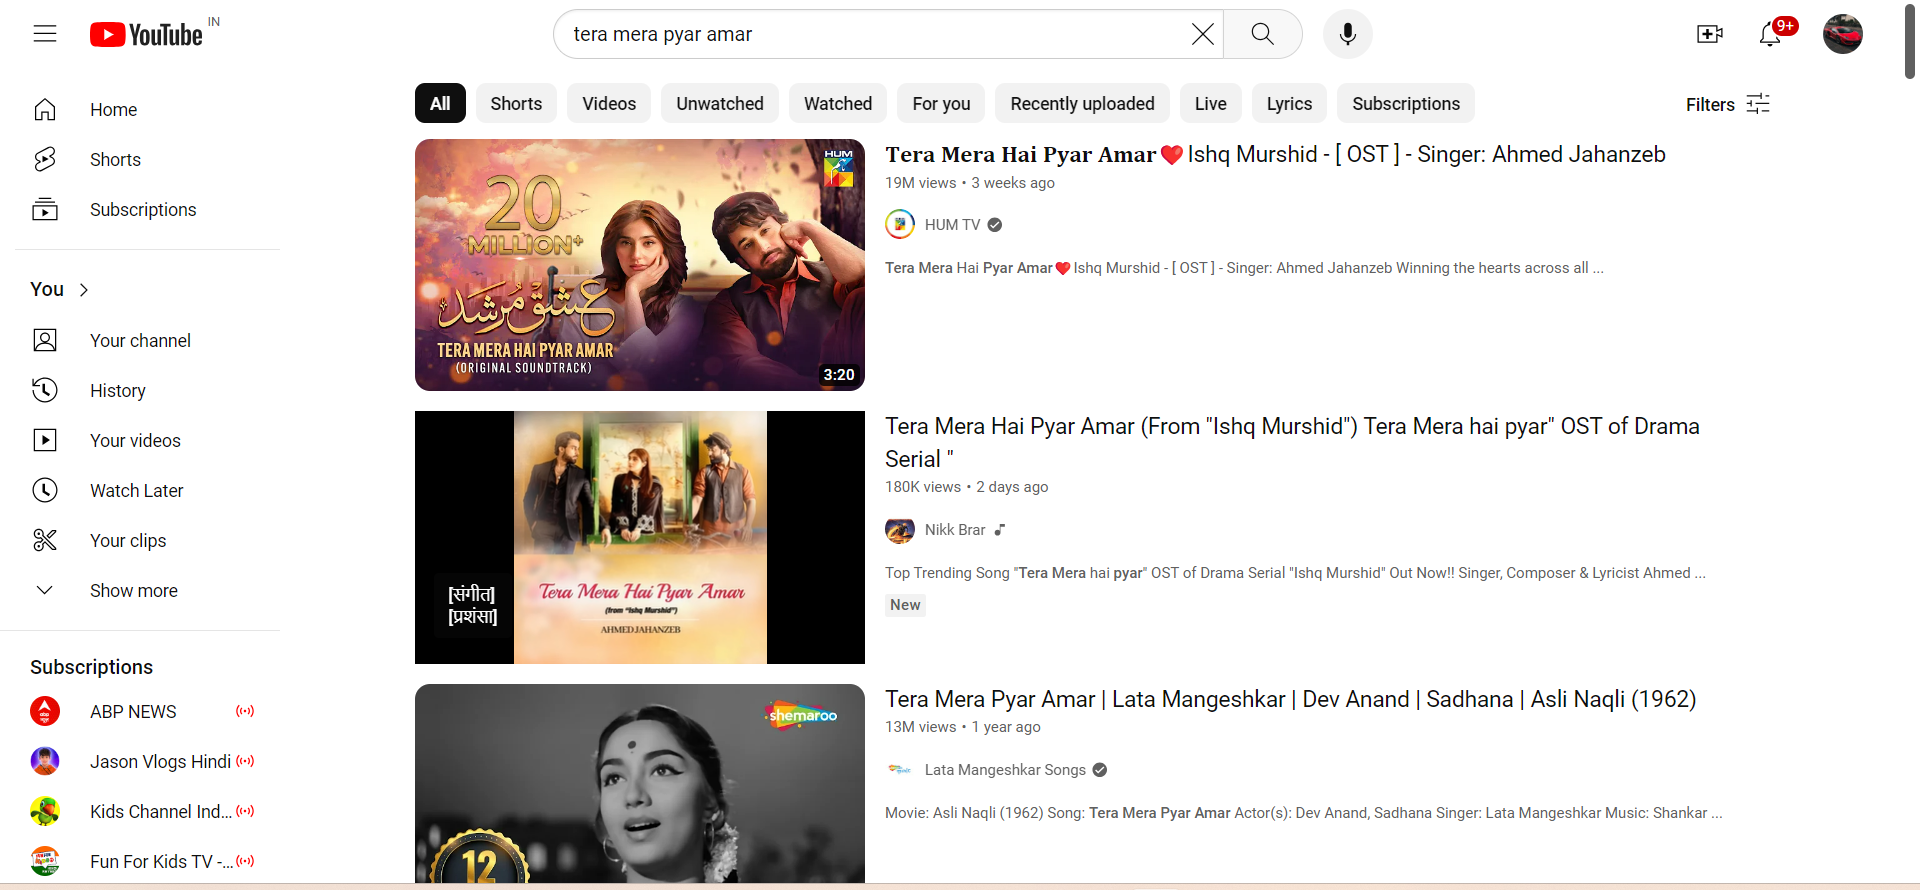 YouTube IN
tera mera pyar amar
9+
Home
Shorts
Subscriptions
You
Your channel
History
Your videos
Watch Later
Your clips
Show more
Subscriptions
ABP NEWS
Jason Vlogs Hindi
Kids Channel Ind...
Fun For Kids TV -...
All
Shorts
Videos
Unwatched
Watched
For you
Recently uploaded
Live
Lyrics
Subscriptions
Filters
HUM
20
MILLION+
عشق مُرشد
TERA MERA HAI PYAR AMAR
(ORIGINAL SOUNDTRACK)
3:20
Tera Mera Hai Pyar Amar❤️Ishq Murshid - [ OST ] - Singer: Ahmed Jahanzeb
19M views • 3 weeks ago
HUM TV
Tera Mera Hai Pyar Amar❤️Ishq Murshid - [ OST ] - Singer: Ahmed Jahanzeb Winning the hearts across all ...
[संगीत]
[प्रशंसा]
Tera Mera Hai Pyar Amar
(from "Ishq Murshid")
AHMED JAHANZEB
Tera Mera Hai Pyar Amar (From "Ishq Murshid") Tera Mera hai pyar" OST of Drama
Serial "
180K views • 2 days ago
Nikk Brar
Top Trending Song "Tera Mera hai pyar" OST of Drama Serial "Ishq Murshid" Out Now!! Singer, Composer & Lyricist Ahmed ...
New
shemaroo
12
Tera Mera Pyar Amar | Lata Mangeshkar | Dev Anand | Sadhana | Asli Naqli (1962)
13M views • 1 year ago
Lata Mangeshkar Songs
Movie: Asli Naqli (1962) Song: Tera Mera Pyar Amar Actor(s): Dev Anand, Sadhana Singer: Lata Mangeshkar Music: Shankar ...